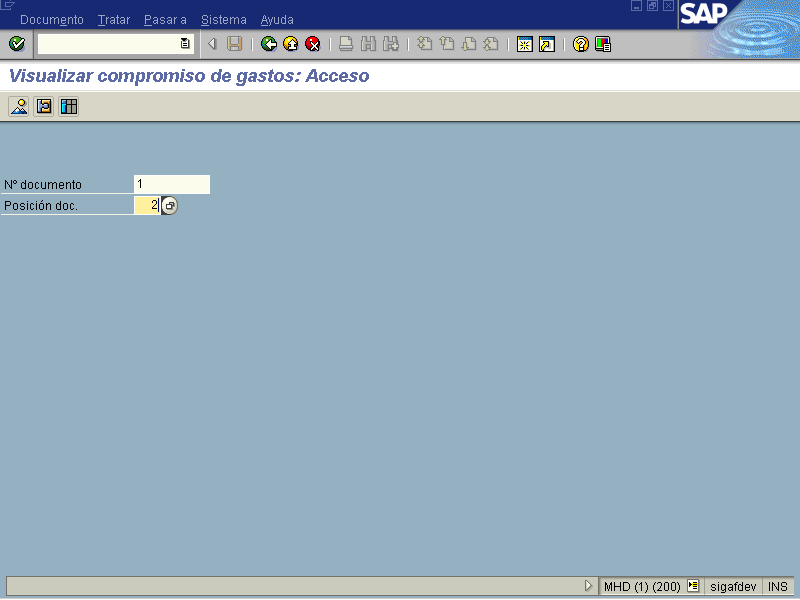 Documento Tratar Pasar a Sistema Ayuda
SAP
Visualizar compromiso de gastos: Acceso
Nº documento 1
Posición doc. 2
MHD (1) (200) sigafdev INS